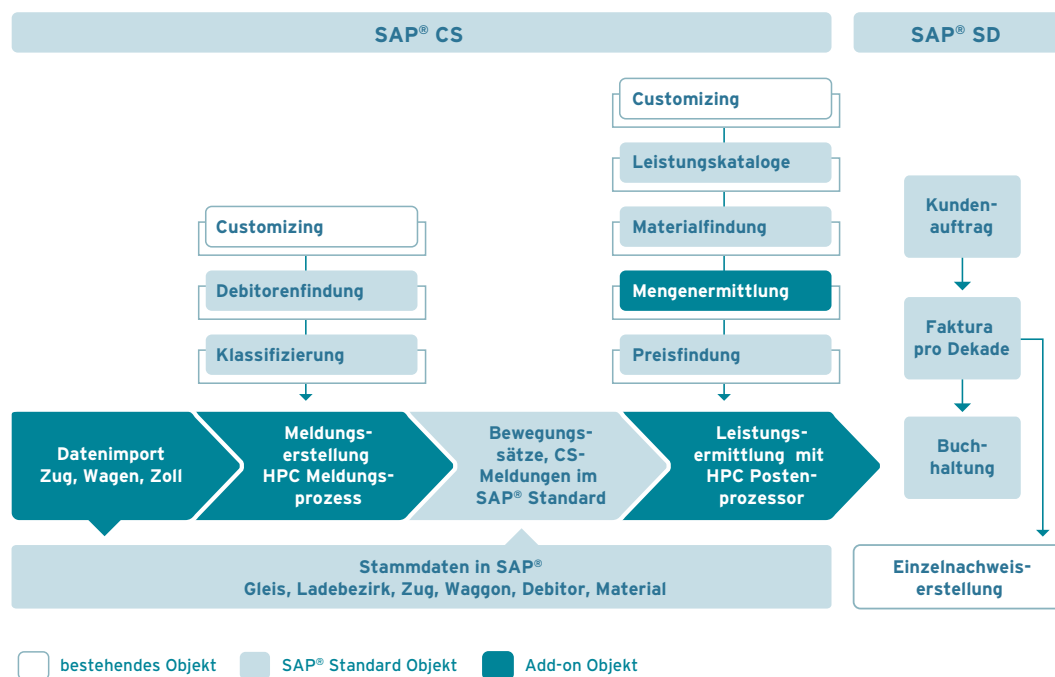 SAP® CS
SAP® SD
Customizing
Leistungskataloge
Materialfindung
Mengenermittlung
Preisfindung
Customizing
Debitorenfindung
Klassifizierung
Kunden-
auftrag
Faktura
pro Dekade
Buch-
haltung
Datenimport
Zug, Wagen, Zoll
Meldungs-
erstellung
HPC Meldungs-
prozess
Bewegungs-
sätze, CS-
Meldungen im
SAP® Standard
Leistungs-
ermittlung mit
HPC Posten-
prozessor
Stammdaten in SAP®
Gleis, Ladebezirk, Zug, Waggon, Debitor, Material
Einzelnachweis-
erstellung
bestehendes Objekt
SAP® Standard Objekt
Add-on Objekt